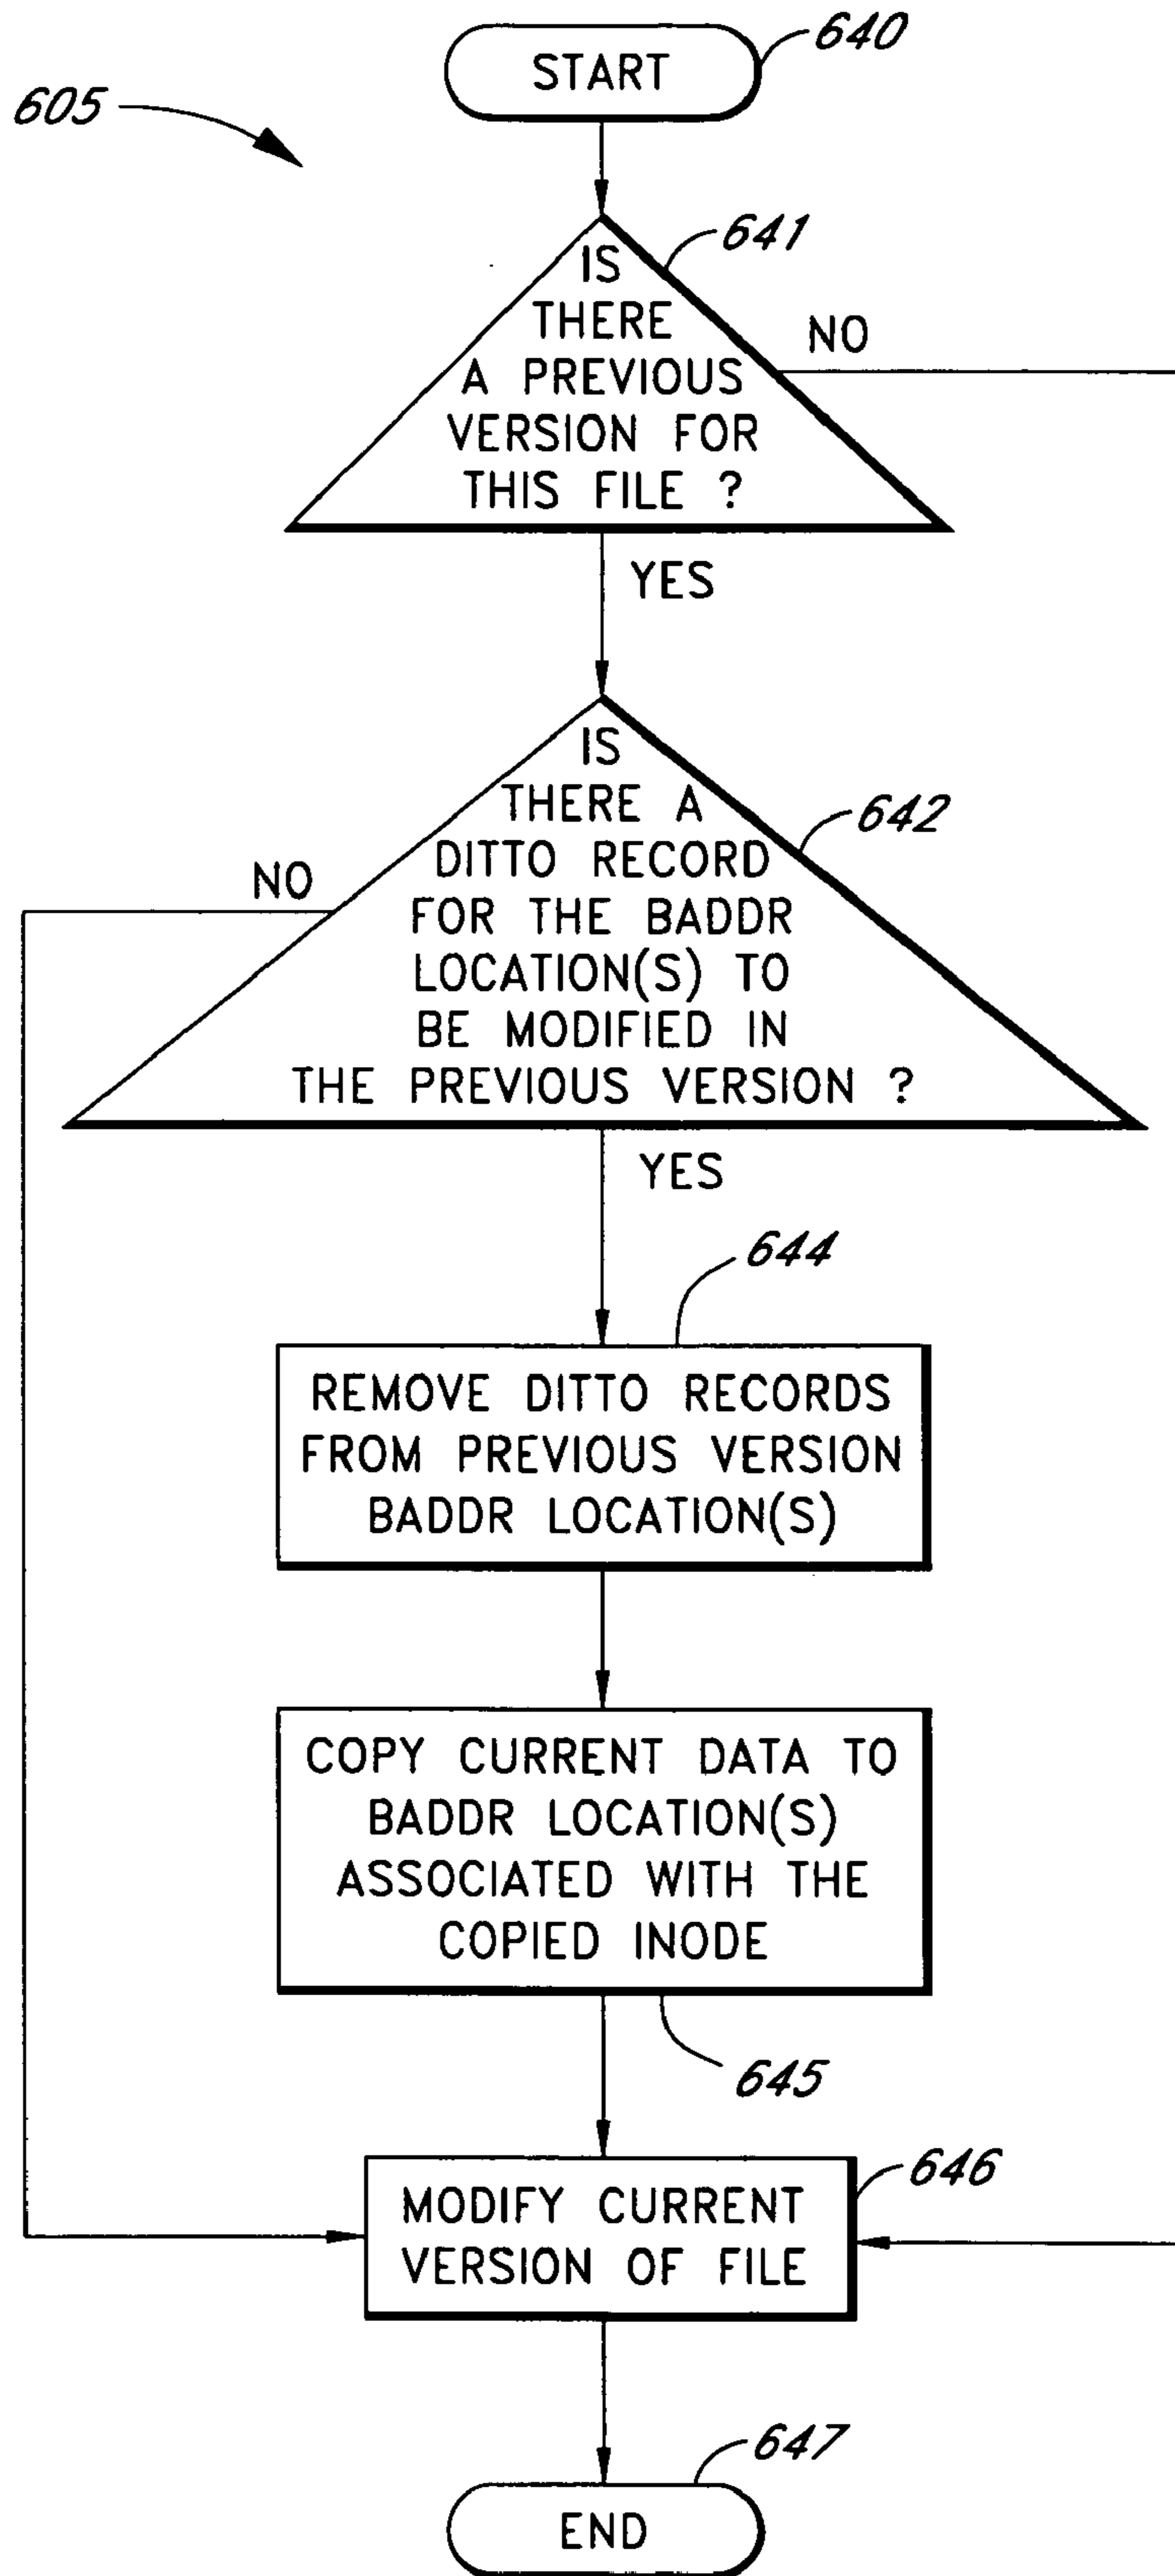 640
START
605
641
IS
THERE
A PREVIOUS
VERSION FOR
THIS FILE ?
NO
YES
IS
THERE A
DITTO RECORD
FOR THE BADDR
LOCATION(S) TO
BE MODIFIED IN
THE PREVIOUS VERSION ?
642
NO
YES
644
REMOVE DITTO RECORDS
FROM PREVIOUS VERSION
BADDR LOCATION(S)
COPY CURRENT DATA TO
BADDR LOCATION(S)
ASSOCIATED WITH THE
COPIED INODE
645
646
MODIFY CURRENT
VERSION OF FILE
647
END